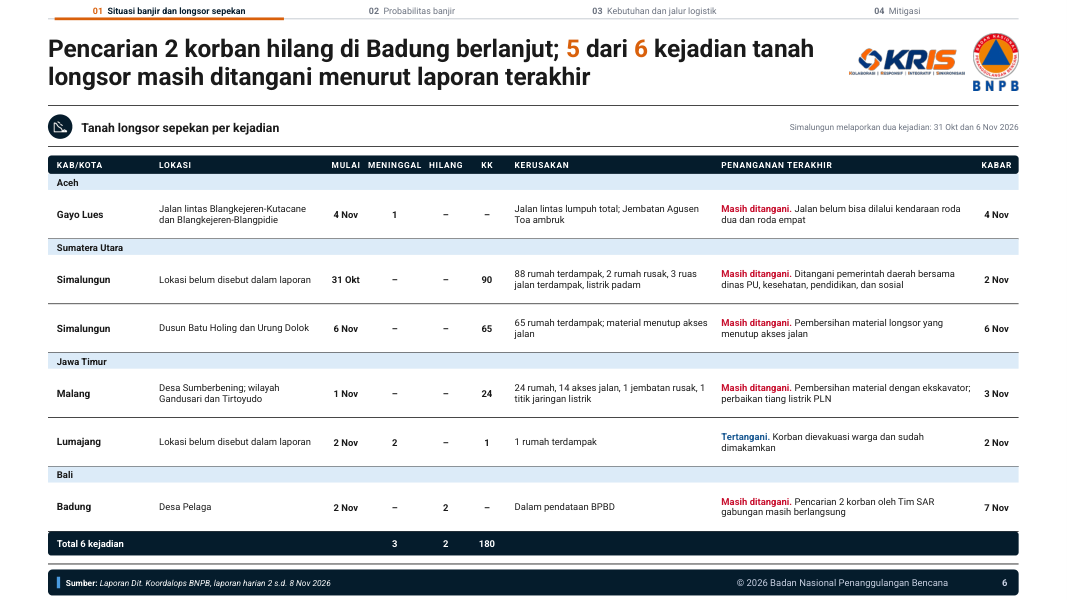 01 Situasi banjir dan longsor sepekan
02 Probabilitas banjir
03 Kebutuhan dan jalur logistik
04 Mitigasi
Pencarian 2 korban hilang di Badung berlanjut; 5 dari 6 kejadian tanah
longsor masih ditangani menurut laporan terakhir
KRIS
KOLABORASI | RESPONSIF | INTEGRATIF | SINKRONISASI
BADAN NASIONAL
PENANGGULANGAN BENCANA
BNPB
Tanah longsor sepekan per kejadian
Simalungun melaporkan dua kejadian: 31 Okt dan 6 Nov 2026
KAB/KOTA LOKASI MULAI MENINGGAL HILANG KK KERUSAKAN PENANGANAN TERAKHIR KABAR
Aceh
Gayo Lues
Jalan lintas Blangkejeren-Kutacane
dan Blangkejeren-Blangpidie
4 Nov 1 – –
Jalan lintas lumpuh total; Jembatan Agusen
Toa ambruk
Masih ditangani. Jalan belum bisa dilalui kendaraan roda
dua dan roda empat
4 Nov
Sumatera Utara
Simalungun
Lokasi belum disebut dalam laporan
31 Okt – – 90
88 rumah terdampak, 2 rumah rusak, 3 ruas
jalan terdampak, listrik padam
Masih ditangani. Ditangani pemerintah daerah bersama
dinas PU, kesehatan, pendidikan, dan sosial
2 Nov
Simalungun
Dusun Batu Holing dan Urung Dolok
6 Nov – – 65
65 rumah terdampak; material menutup akses
jalan
Masih ditangani. Pembersihan material longsor yang
menutup akses jalan
6 Nov
Jawa Timur
Malang
Desa Sumberbening; wilayah
Gandusari dan Tirtoyudo
1 Nov – – 24
24 rumah, 14 akses jalan, 1 jembatan rusak, 1
titik jaringan listrik
Masih ditangani. Pembersihan material dengan ekskavator;
perbaikan tiang listrik PLN
3 Nov
Lumajang
Lokasi belum disebut dalam laporan
2 Nov 2 – 1
1 rumah terdampak
Tertangani. Korban dievakuasi warga dan sudah
dimakamkan
2 Nov
Bali
Badung
Desa Pelaga
2 Nov – 2 –
Dalam pendataan BPBD
Masih ditangani. Pencarian 2 korban oleh Tim SAR
gabungan masih berlangsung
7 Nov
Total 6 kejadian 3 2 180
Sumber: Laporan Dit. Koordalops BNPB, laporan harian 2 s.d. 8 Nov 2026
© 2026 Badan Nasional Penanggulangan Bencana
6